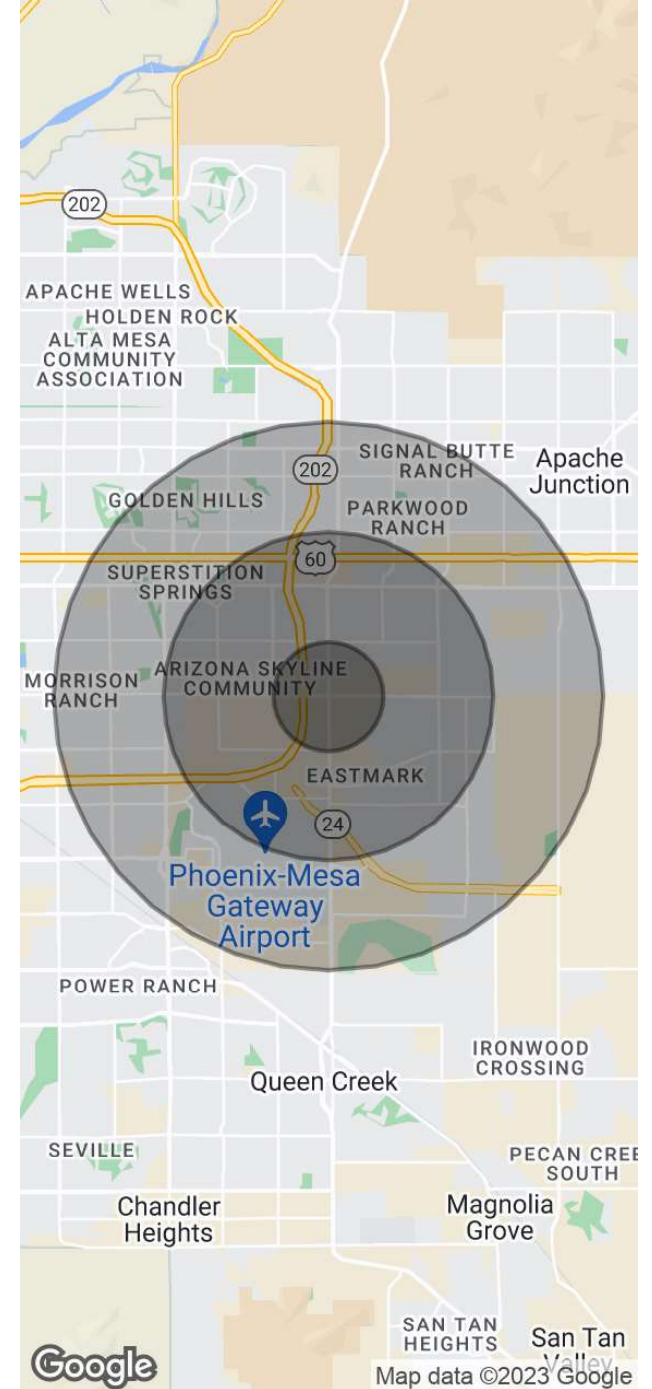 202
APACHE WELLS
HOLDEN ROCK
ALTA MESA
COMMUNITY
ASSOCIATION
SIGNAL BUTTE
RANCH
Apache
Junction
202
GOLDEN HILLS
PARKWOOD
RANCH
60
SUPERSTITION
SPRINGS
MORRISON
RANCH
ARIZONA SKYLINE
COMMUNITY
EASTMARK
24
Phoenix-Mesa
Gateway
Airport
POWER RANCH
IRONWOOD
CROSSING
Queen Creek
SEVILLE
PECAN CREE
SOUTH
Chandler
Heights
Magnolia
Grove
SAN TAN
HEIGHTS
San Tan
Valley
Google
Map data ©2023 Google